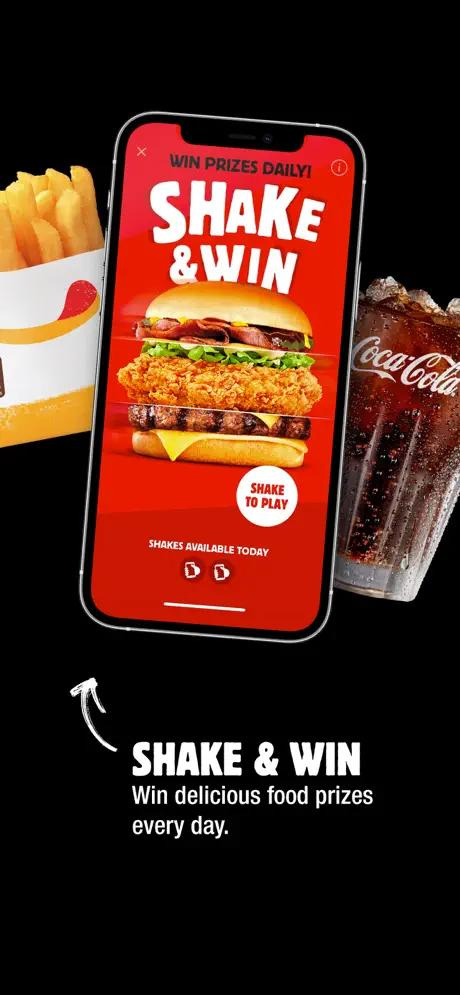 WIN PRIZES DAILY!
SHAKE
& WIN
Coca-Cola
SHAKE
TO PLAY
SHAKES AVAILABLE TODAY
SHAKE & WIN
Win delicious food prizes
every day.